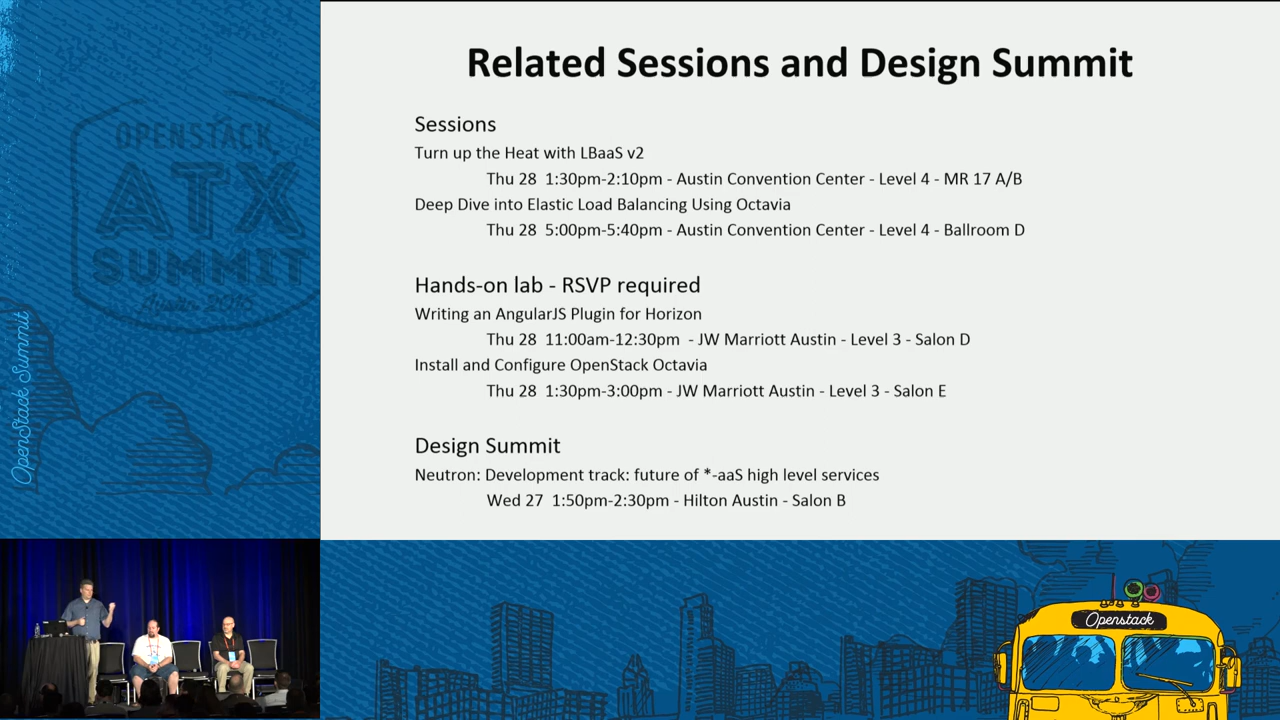 Related Sessions and Design Summit
Sessions
Turn up the Heat with LBaaS v2
Thu 28 1:30pm-2:10pm - Austin Convention Center - Level 4 - MR 17 A/B
Deep Dive into Elastic Load Balancing Using Octavia
Thu 28 5:00pm-5:40pm - Austin Convention Center - Level 4 - Ballroom D
Hands-on lab - RSVP required
Writing an AngularJS Plugin for Horizon
Thu 28 11:00am-12:30pm - JW Marriott Austin - Level 3 - Salon D
Install and Configure OpenStack Octavia
Thu 28 1:30pm-3:00pm - JW Marriott Austin - Level 3 - Salon E
Design Summit
Neutron: Development track: future of *-aaS high level services
Wed 27 1:50pm-2:30pm - Hilton Austin - Salon B
OPENSTACK
ATX
SUMMIT
Austin 2016
OpenStack Summit
Openstack